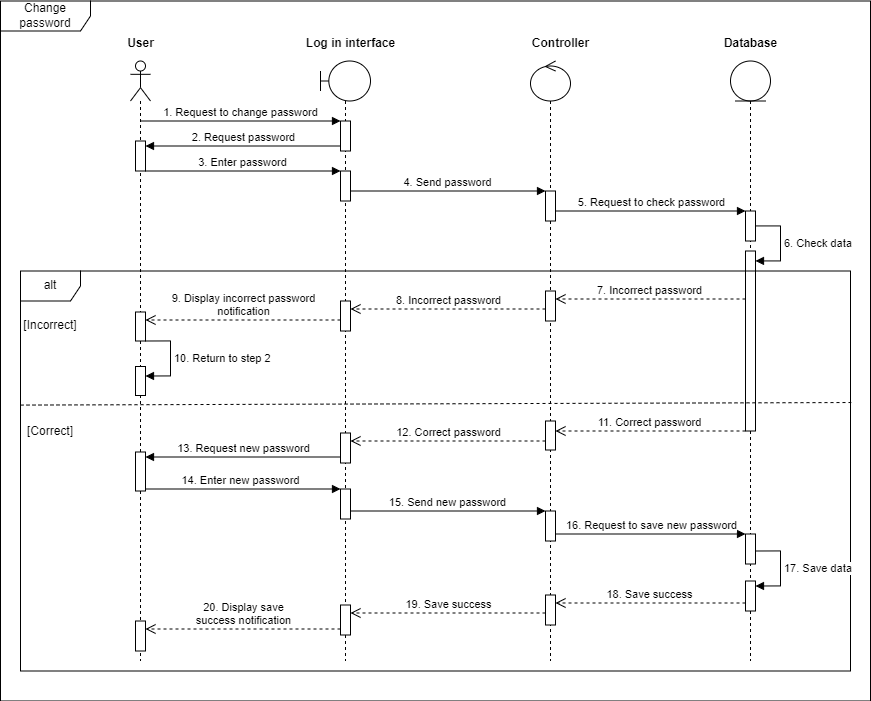 Change
password
User
Log in interface
Controller
Database
1. Request to change password
2. Request password
3. Enter password
4. Send password
5. Request to check password
6. Check data
alt
7. Incorrect password
8. Incorrect password
9. Display incorrect password
notification
[Incorrect]
10. Return to step 2
[Correct]
11. Correct password
12. Correct password
13. Request new password
14. Enter new password
15. Send new password
16. Request to save new password
17. Save data
18. Save success
19. Save success
20. Display save
success notification